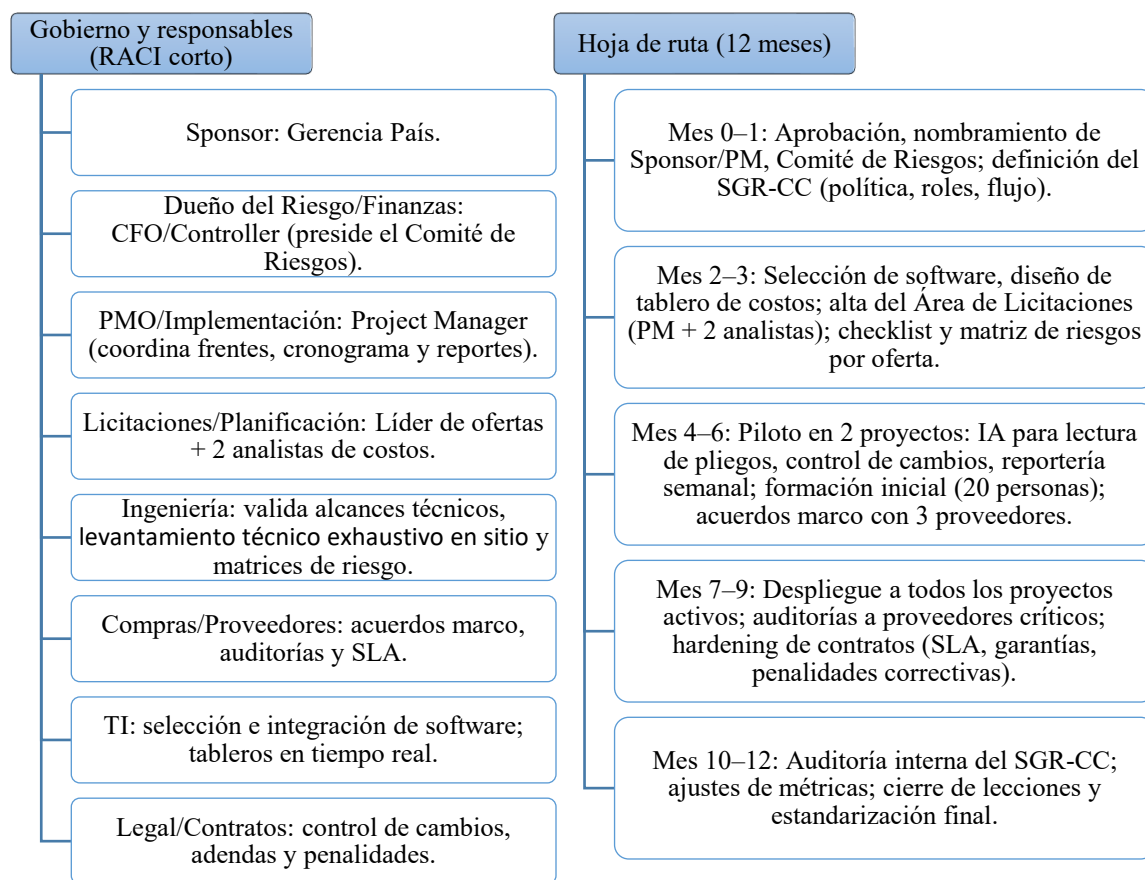 Gobierno y responsables
(RACI corto)
Sponsor: Gerencia País.
Dueño del Riesgo/Finanzas:
CFO/Controller (preside el Comité de
Riesgos).
PMO/Implementación: Project Manager
(coordina frentes, cronograma y reportes).
Licitaciones/Planificación: Líder de ofertas
+ 2 analistas de costos.
Ingeniería: valida alcances técnicos,
levantamiento técnico exhaustivo en sitio y
matrices de riesgo.
Compras/Proveedores: acuerdos marco,
auditorías y SLA.
TI: selección e integración de software;
tableros en tiempo real.
Legal/Contratos: control de cambios,
adendas y penalidades.
Hoja de ruta (12 meses)
Mes 0–1: Aprobación, nombramiento de
Sponsor/PM, Comité de Riesgos; definición del
SGR-CC (política, roles, flujo).
Mes 2–3: Selección de software, diseño de
tablero de costos; alta del Área de Licitaciones
(PM + 2 analistas); checklist y matriz de riesgos
por oferta.
Mes 4–6: Piloto en 2 proyectos: IA para lectura
de pliegos, control de cambios, reportería
semanal; formación inicial (20 personas);
acuerdos marco con 3 proveedores.
Mes 7–9: Despliegue a todos los proyectos
activos; auditorías a proveedores críticos;
hardening de contratos (SLA, garantías,
penalidades correctivas).
Mes 10–12: Auditoría interna del SGR-CC;
ajustes de métricas; cierre de lecciones y
estandarización final.